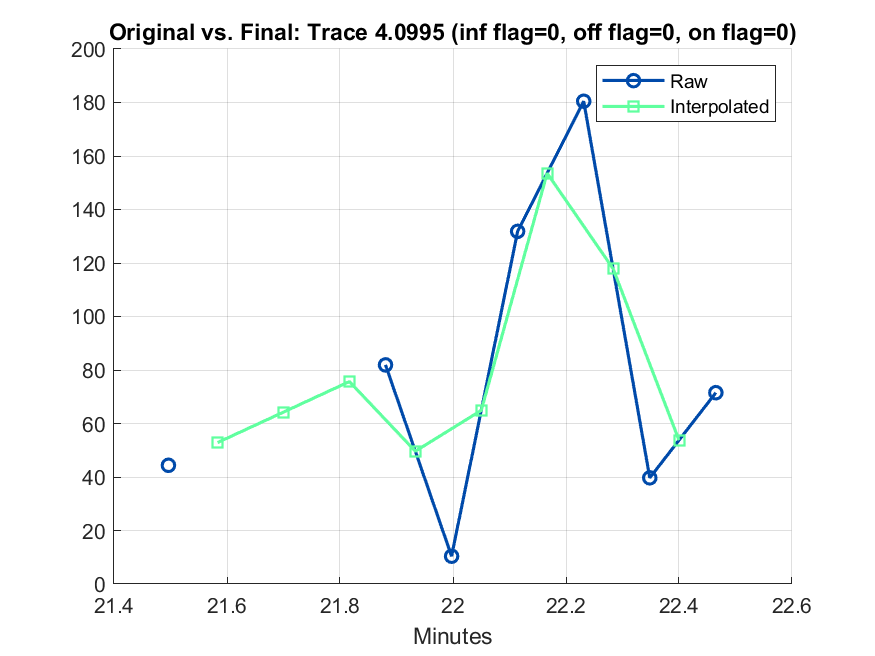 Original vs. Final: Trace 4.0995 (inf flag=0, off flag=0, on flag=0)
200
180
160
140
120
100
80
60
40
20
0
Raw
Interpolated
21.4 21.6 21.8 22 22.2 22.4 22.6
Minutes